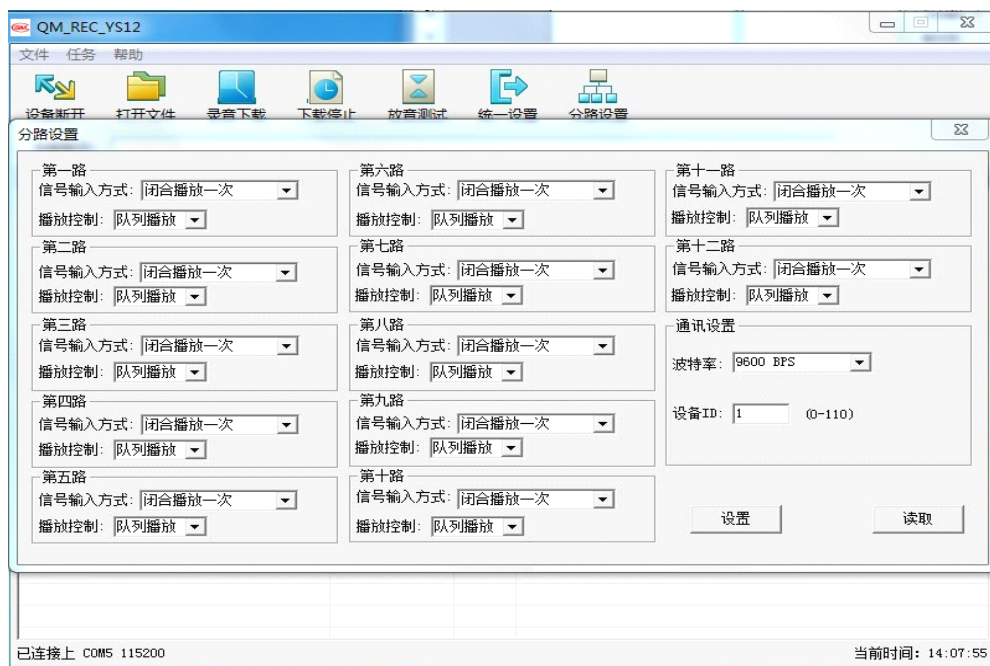 QM_REC_YS12
文件 任务 帮助
设备断开 打开文件 录音下载 下载停止 放音测试 统一设置 分路设置
分路设置
第一路
信号输入方式: 闭合播放一次
播放控制: 队列播放
第二路
信号输入方式: 闭合播放一次
播放控制: 队列播放
第三路
信号输入方式: 闭合播放一次
播放控制: 队列播放
第四路
信号输入方式: 闭合播放一次
播放控制: 队列播放
第五路
信号输入方式: 闭合播放一次
播放控制: 队列播放
第六路
信号输入方式: 闭合播放一次
播放控制: 队列播放
第七路
信号输入方式: 闭合播放一次
播放控制: 队列播放
第八路
信号输入方式: 闭合播放一次
播放控制: 队列播放
第九路
信号输入方式: 闭合播放一次
播放控制: 队列播放
第十路
信号输入方式: 闭合播放一次
播放控制: 队列播放
第十一路
信号输入方式: 闭合播放一次
播放控制: 队列播放
第十二路
信号输入方式: 闭合播放一次
播放控制: 队列播放
通讯设置
波特率: 9600 BPS
设备ID: 1 (0-110)
设置 读取
已连接上 COM5 115200 当前时间: 14:07:55